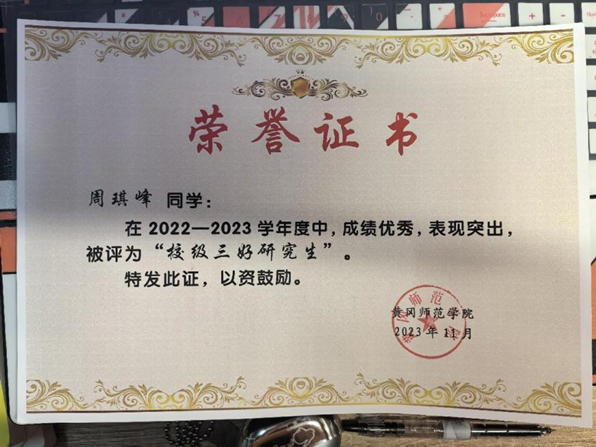 荣誉证书
周琪峰 同学：
在 2022—2023 学年度中，成绩优秀，表现突出，
被评为“校级三好研究生”。
特发此证，以资鼓励。
黄冈师范学院
2023 年 11 月